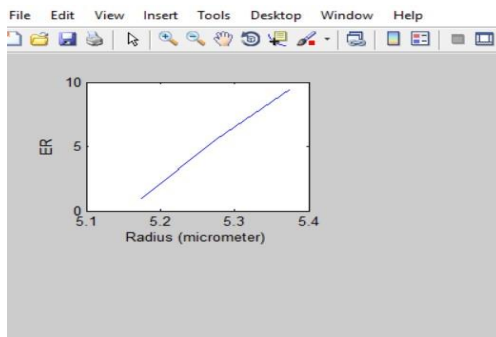 File Edit View Insert Tools Desktop Window Help
10
ER
5
0
5.1 5.2 5.3 5.4
Radius (micrometer)